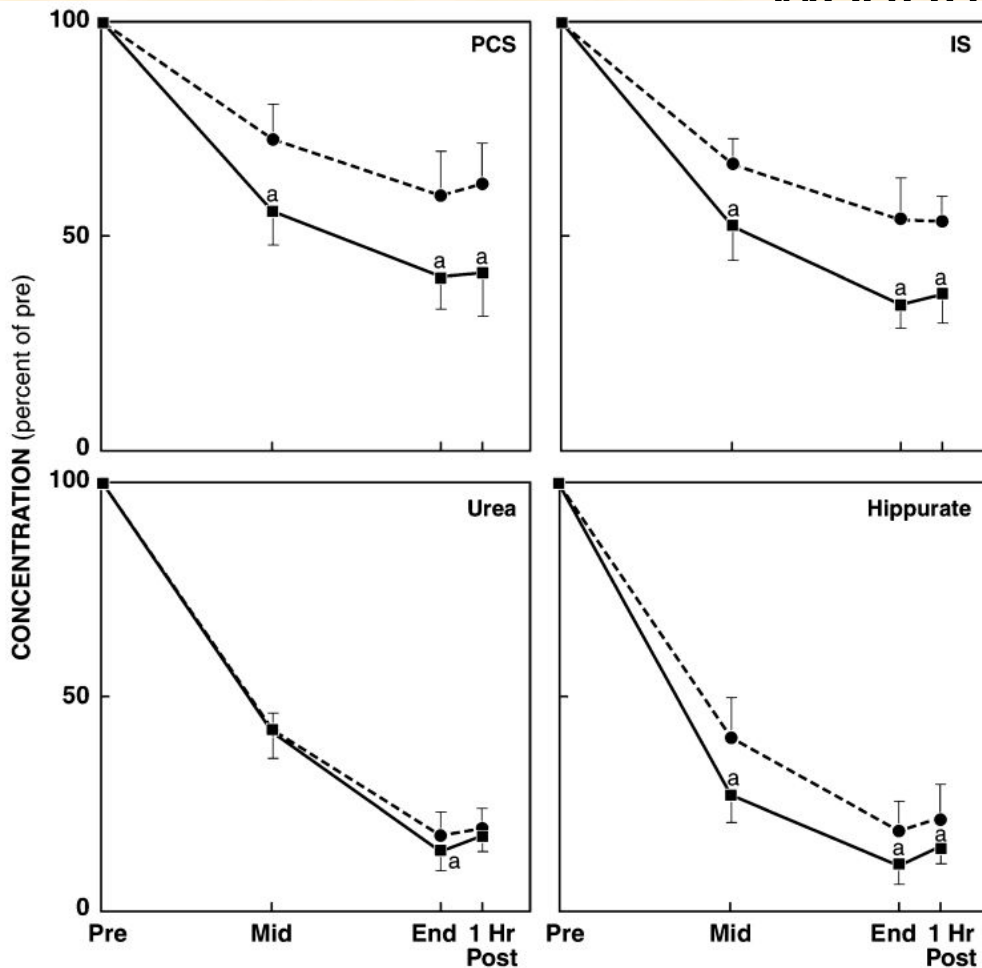 CONCENTRATION (percent of pre)
100
PCS
a
a
a
50
0
IS
a
a
a
100
Urea
50
a
0
Hippurate
a
a
a
Pre
Mid
End 1 Hr
Post
Pre
Mid
End 1 Hr
Post